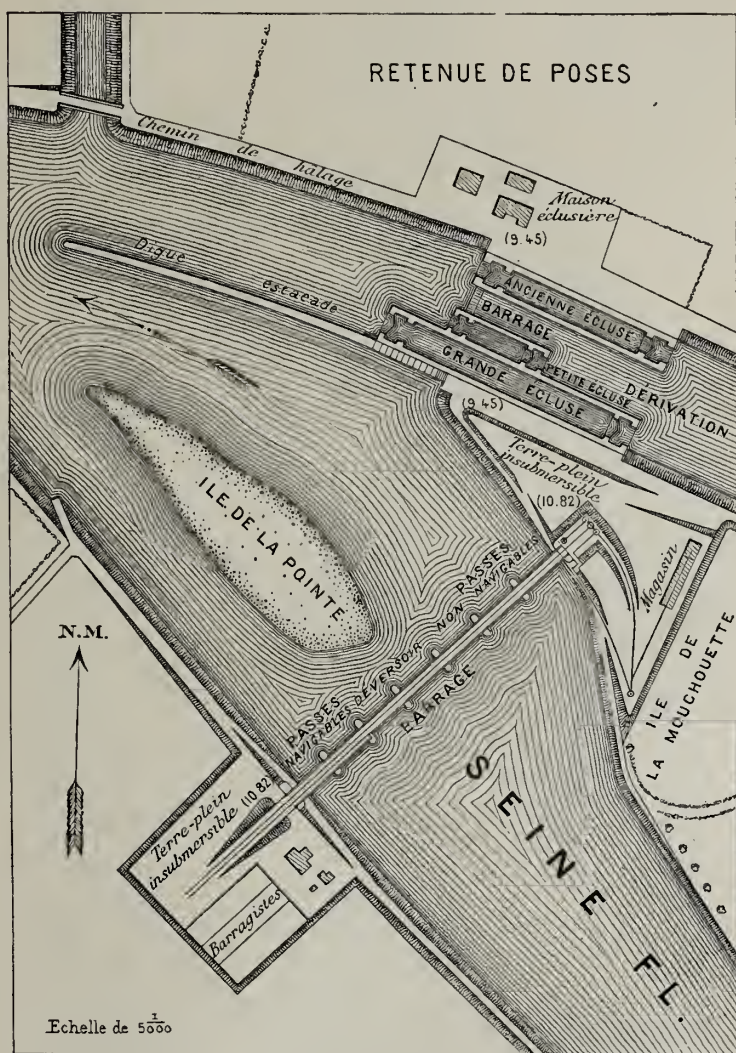 RETENUE DE POSES
Chemin de hâlage
Maison
éclusière
(9.45)
Digue estacade
ANCIENNE ÉCLUSE
BARRAGE
PETITE ÉCLUSE
GRANDE ÉCLUSE
DÉRIVATION
(9.45)
Terre-plein
insubmersible
(10.82)
ILE DE LA POINTE
PASSES
NON NAVIGABLES
DÉVERSOIR
PASSES
NAVIGABLES
BARRAGE
Magasin
ILE
DE
LA MOUCHOUETTE
N.M.
SEINE FL.
Terre-plein
insubmersible
(10.82)
Barragistes
Echelle de 1/5000